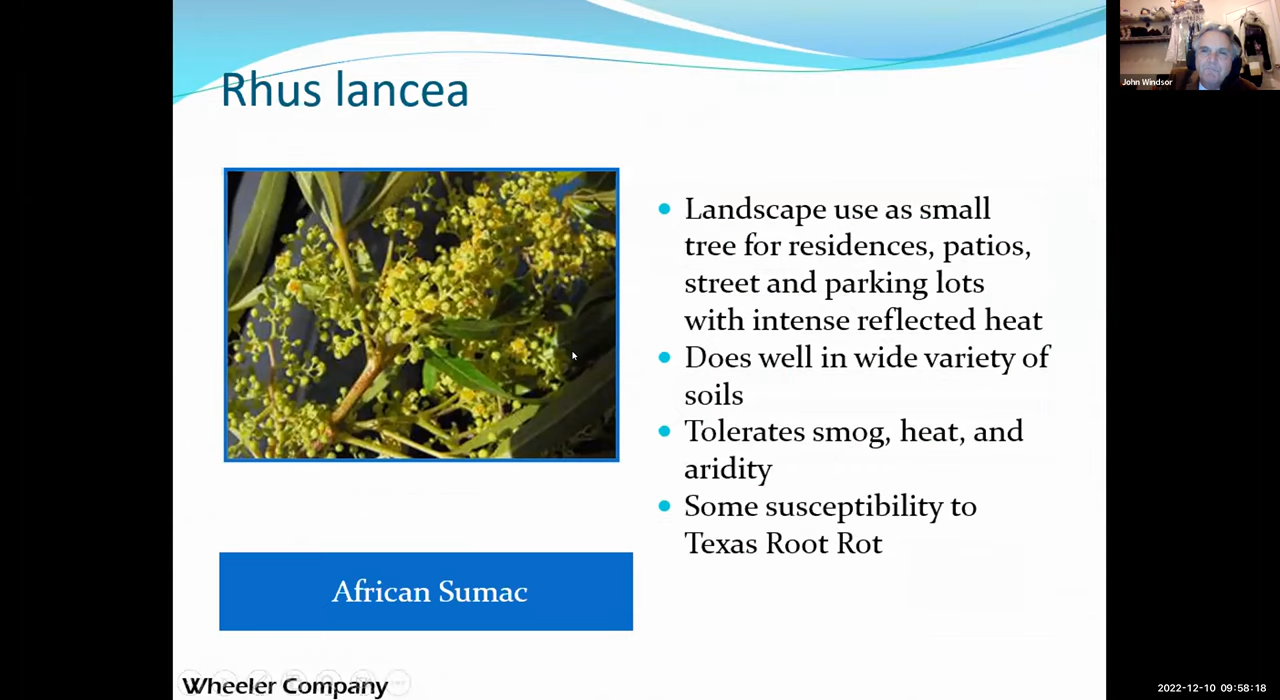 Rhus lancea
John Windsor
Landscape use as small
tree for residences, patios,
street and parking lots
with intense reflected heat
Does well in wide variety of
soils
Tolerates smog, heat, and
aridity
Some susceptibility to
Texas Root Rot
African Sumac
Wheeler Company
2022-12-10 09:58:18